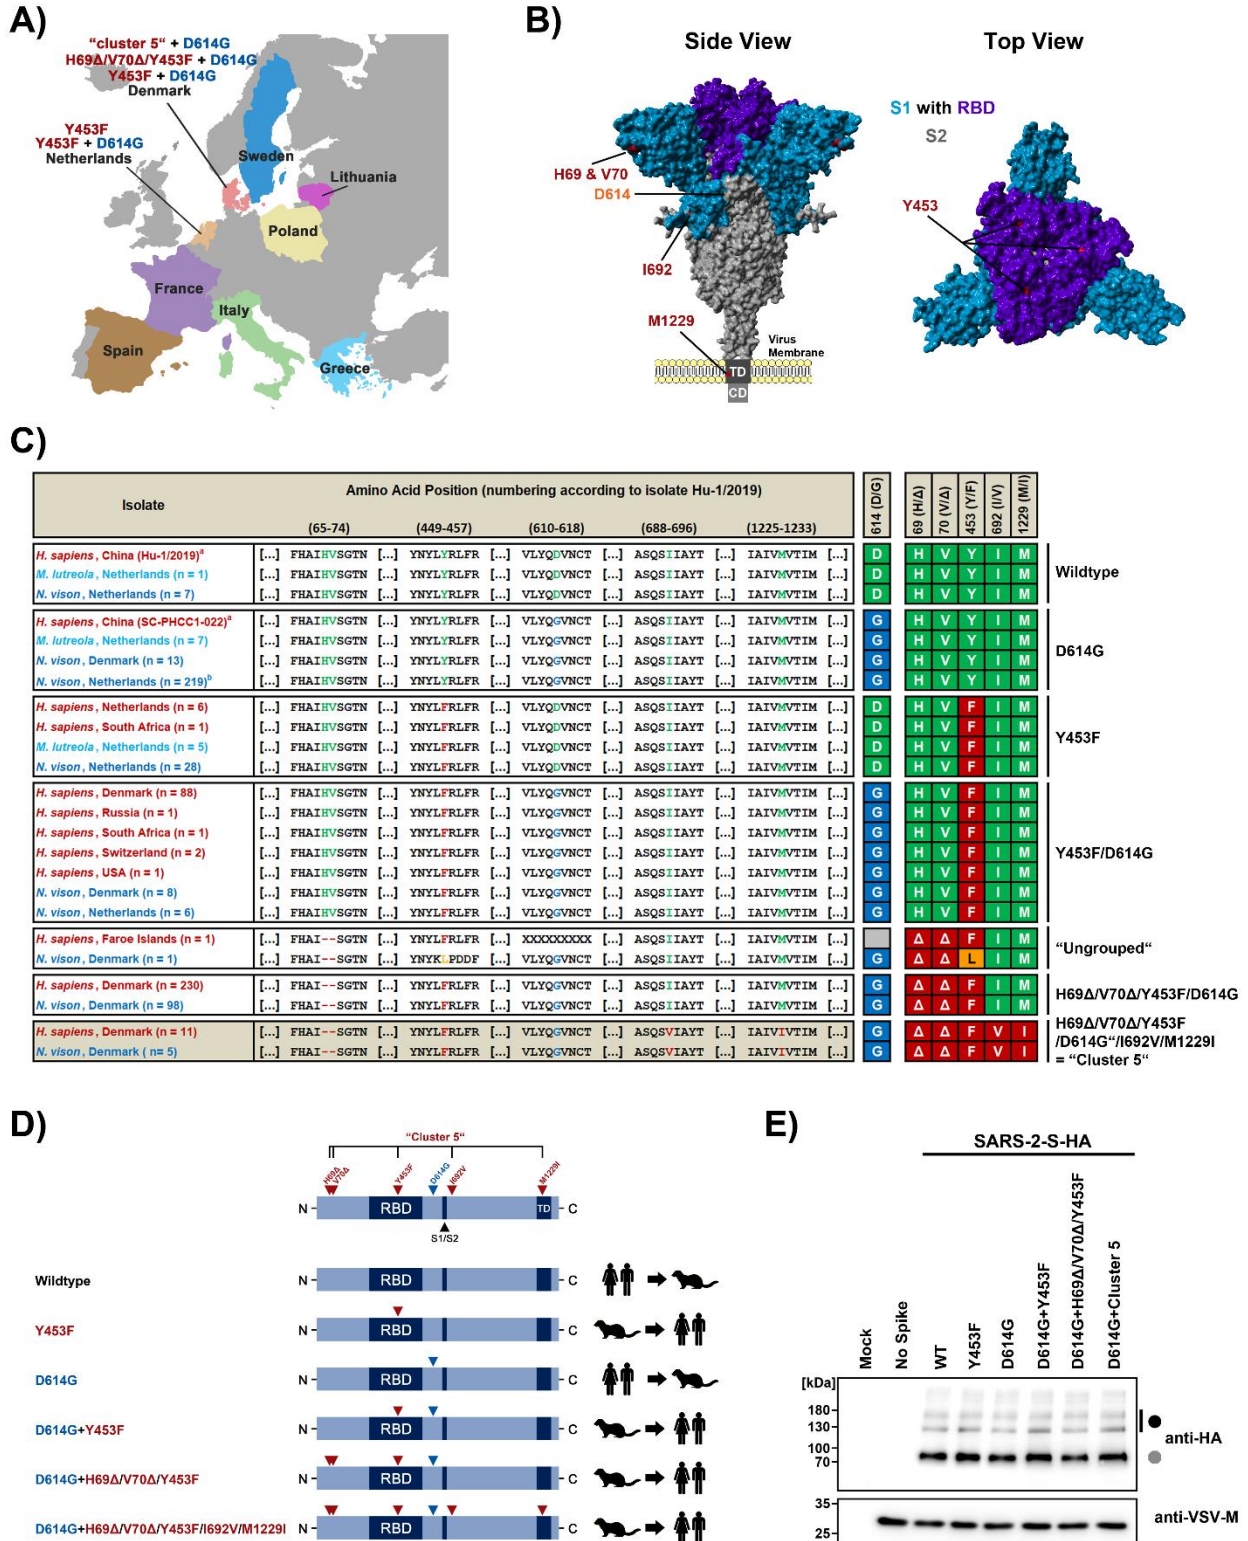 A)
"cluster 5" + D614G
H69Δ/V70Δ/Y453F + D614G
Y453F + D614G
Denmark
Y453F
Y453F + D614G
Netherlands
Sweden
Lithuania
Poland
France
Italy
Spain
Greece
B)
Side View
Top View
S1 with RBD
S2
H69 & V70
D614
Y453
I692
M1229
Virus
Membrane
TD
CD
C)
Isolate
Amino Acid Position (numbering according to isolate Hu-1/2019)
(65-74) (449-457) (610-618) (688-696) (1225-1233)
614 (D/G)
69 (H/Δ)
70 (V/Δ)
453 (Y/F)
692 (I/V)
1229 (M/I)
H. sapiens, China (Hu-1/2019)a [...] FHAIHVSGTN [...] YNYLYRLFR [...] VLYQDVNCT [...] ASQSIIAYT [...] IAIVMVTIM [...] D H V Y I M
M. lutreola, Netherlands (n = 1) [...] FHAIHVSGTN [...] YNYLYRLFR [...] VLYQDVNCT [...] ASQSIIAYT [...] IAIVMVTIM [...] D H V Y I M
N. vison, Netherlands (n = 7) [...] FHAIHVSGTN [...] YNYLYRLFR [...] VLYQDVNCT [...] ASQSIIAYT [...] IAIVMVTIM [...] D H V Y I M
Wildtype
H. sapiens, China (SC-PHCC1-022)a [...] FHAIHVSGTN [...] YNYLYRLFR [...] VLYQGVNCT [...] ASQSIIAYT [...] IAIVMVTIM [...] G H V Y I M
M. lutreola, Netherlands (n = 7) [...] FHAIHVSGTN [...] YNYLYRLFR [...] VLYQGVNCT [...] ASQSIIAYT [...] IAIVMVTIM [...] G H V Y I M
N. vison, Denmark (n = 13) [...] FHAIHVSGTN [...] YNYLYRLFR [...] VLYQGVNCT [...] ASQSIIAYT [...] IAIVMVTIM [...] G H V Y I M
N. vison, Netherlands (n = 219)b [...] FHAIHVSGTN [...] YNYLYRLFR [...] VLYQGVNCT [...] ASQSIIAYT [...] IAIVMVTIM [...] G H V Y I M
D614G
H. sapiens, Netherlands (n = 6) [...] FHAIHVSGTN [...] YNYLFRLFR [...] VLYQDVNCT [...] ASQSIIAYT [...] IAIVMVTIM [...] D H V F I M
H. sapiens, South Africa (n = 1) [...] FHAIHVSGTN [...] YNYLFRLFR [...] VLYQDVNCT [...] ASQSIIAYT [...] IAIVMVTIM [...] D H V F I M
M. lutreola, Netherlands (n = 5) [...] FHAIHVSGTN [...] YNYLFRLFR [...] VLYQDVNCT [...] ASQSIIAYT [...] IAIVMVTIM [...] D H V F I M
N. vison, Netherlands (n = 28) [...] FHAIHVSGTN [...] YNYLFRLFR [...] VLYQDVNCT [...] ASQSIIAYT [...] IAIVMVTIM [...] D H V F I M
Y453F
H. sapiens, Denmark (n = 88) [...] FHAIHVSGTN [...] YNYLFRLFR [...] VLYQGVNCT [...] ASQSIIAYT [...] IAIVMVTIM [...] G H V F I M
H. sapiens, Russia (n = 1) [...] FHAIHVSGTN [...] YNYLFRLFR [...] VLYQGVNCT [...] ASQSIIAYT [...] IAIVMVTIM [...] G H V F I M
H. sapiens, South Africa (n = 1) [...] FHAIHVSGTN [...] YNYLFRLFR [...] VLYQGVNCT [...] ASQSIIAYT [...] IAIVMVTIM [...] G H V F I M
H. sapiens, Switzerland (n = 2) [...] FHAIHVSGTN [...] YNYLFRLFR [...] VLYQGVNCT [...] ASQSIIAYT [...] IAIVMVTIM [...] G H V F I M
H. sapiens, USA (n = 1) [...] FHAIHVSGTN [...] YNYLFRLFR [...] VLYQGVNCT [...] ASQSIIAYT [...] IAIVMVTIM [...] G H V F I M
N. vison, Denmark (n = 8) [...] FHAIHVSGTN [...] YNYLFRLFR [...] VLYQGVNCT [...] ASQSIIAYT [...] IAIVMVTIM [...] G H V F I M
N. vison, Netherlands (n = 6) [...] FHAIHVSGTN [...] YNYLFRLFR [...] VLYQGVNCT [...] ASQSIIAYT [...] IAIVMVTIM [...] G H V F I M
Y453F/D614G
H. sapiens, Faroe Islands (n = 1) [...] FHAI--SGTN [...] YNYLFRLFR [...] XXXXXXXXX [...] ASQSIIAYT [...] IAIVMVTIM [...] Δ Δ F I M
N. vison, Denmark (n = 1) [...] FHAI--SGTN [...] YNYKLPDDF [...] VLYQGVNCT [...] ASQSIIAYT [...] IAIVMVTIM [...] G Δ Δ L I M
"Ungrouped"
H. sapiens, Denmark (n = 230) [...] FHAI--SGTN [...] YNYLFRLFR [...] VLYQGVNCT [...] ASQSIIAYT [...] IAIVMVTIM [...] G Δ Δ F I M
N. vison, Denmark (n = 98) [...] FHAI--SGTN [...] YNYLFRLFR [...] VLYQGVNCT [...] ASQSIIAYT [...] IAIVMVTIM [...] G Δ Δ F I M
H69Δ/V70Δ/Y453F/D614G
H. sapiens, Denmark (n = 11) [...] FHAI--SGTN [...] YNYLFRLFR [...] VLYQGVNCT [...] ASQSVIAYT [...] IAIVIVTIM [...] G Δ Δ F V I
N. vison, Denmark ( n= 5) [...] FHAI--SGTN [...] YNYLFRLFR [...] VLYQGVNCT [...] ASQSVIAYT [...] IAIVIVTIM [...] G Δ Δ F V I
H69Δ/V70Δ/Y453F
/D614G"/I692V/M1229I
= "Cluster 5"
D)
"Cluster 5"
H69Δ
V70Δ
Y453F
D614G
I692V
M1229I
N RBD TD C
S1/S2
Wildtype N RBD C
Y453F N RBD C
D614G N RBD C
D614G+Y453F N RBD C
D614G+H69Δ/V70Δ/Y453F N RBD C
D614G+H69Δ/V70Δ/Y453F/I692V/M1229I N RBD C
E)
SARS-2-S-HA
Mock
No Spike
WT
Y453F
D614G
D614G+Y453F
D614G+H69Δ/V70Δ/Y453F
D614G+Cluster 5
[kDa]
180
130
100
70
anti-HA
35
25
anti-VSV-M